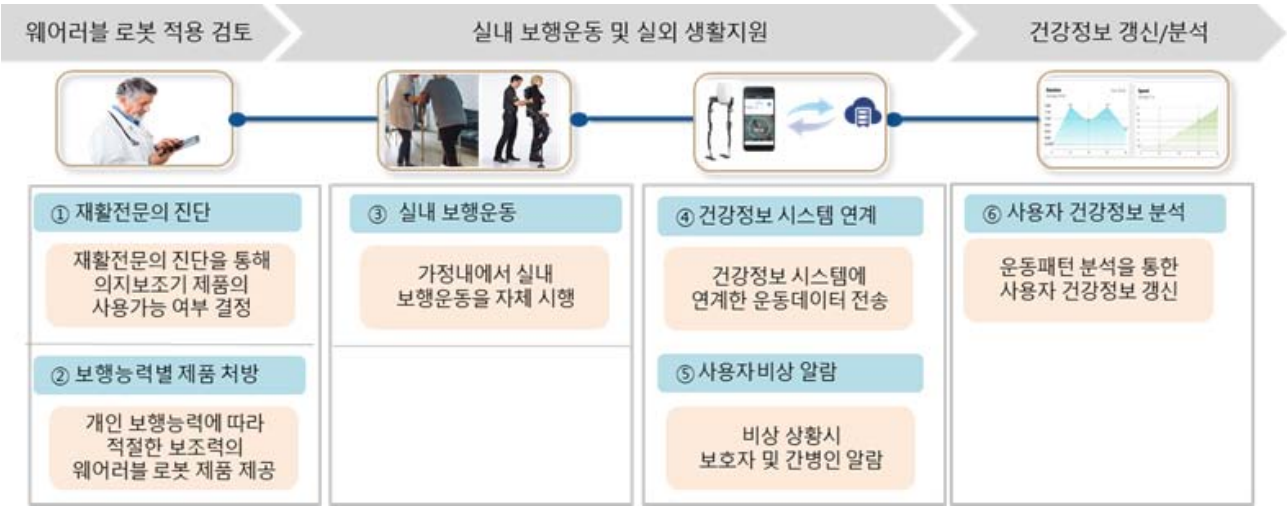 웨어러블 로봇 적용 검토
실내 보행운동 및 실외 생활지원
건강정보 갱신/분석
① 재활전문의 진단
재활전문의 진단을 통해
의지보조기 제품의
사용가능 여부 결정
② 보행능력별 제품 처방
개인 보행능력에 따라
적절한 보조력의
웨어러블 로봇 제품 제공
③ 실내 보행운동
가정내에서 실내
보행운동을 자체 시행
④ 건강정보 시스템 연계
건강정보 시스템에
연계한 운동데이터 전송
⑤ 사용자비상 알람
비상 상황시
보호자 및 간병인 알람
⑥ 사용자 건강정보 분석
운동패턴 분석을 통한
사용자 건강정보 갱신